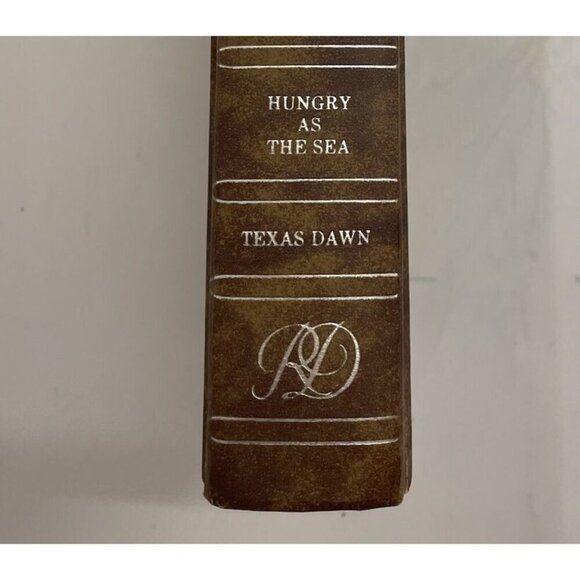 HUNGRY
AS
THE SEA
TEXAS DAWN
RD